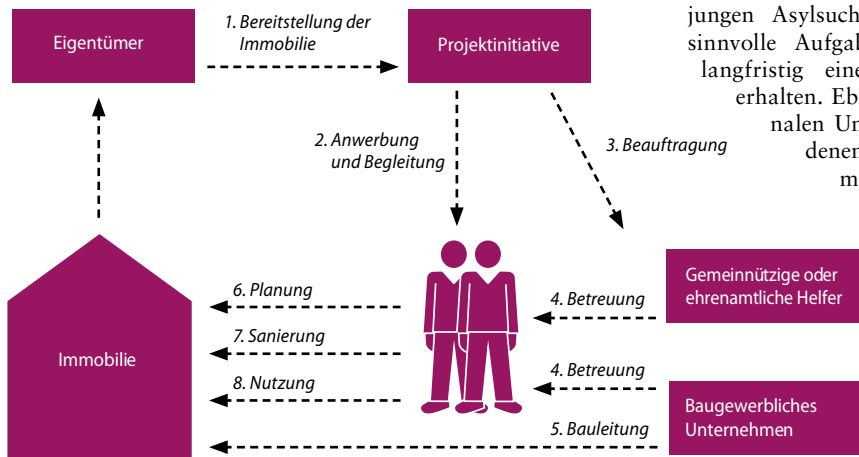 Eigentümer
1. Bereitstellung der
Immobilie
Projektinitiative
jungen Asylsuch
sinnvolle Aufgal
langfristig eine
erhalten. Eb
nalen Un
denen
m
2. Anwerbung
und Begleitung
3. Beauftragung
Immobilie
6. Planung
7. Sanierung
8. Nutzung
4. Betreuung
Gemeinnützige oder
ehrenamtliche Helfer
4. Betreuung
5. Bauleitung
Baugewerbliches
Unternehmen